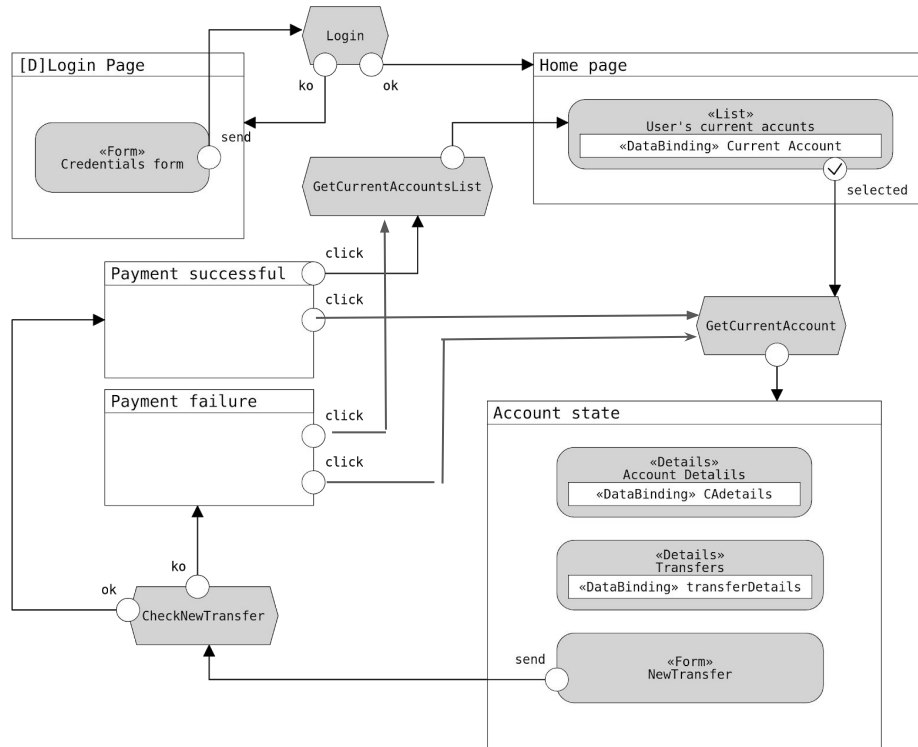 Login
[D]Login Page
ko
ok
Home page
send
«Form»
Credentials form
«List»
User's current accunts
«DataBinding» Current Account
selected
GetCurrentAccountsList
click
Payment successful
click
GetCurrentAccount
Payment failure
click
click
Account state
«Details»
Account Detalils
«DataBinding» CAdetails
«Details»
Transfers
«DataBinding» transferDetails
ko
ok
CheckNewTransfer
send
«Form»
NewTransfer